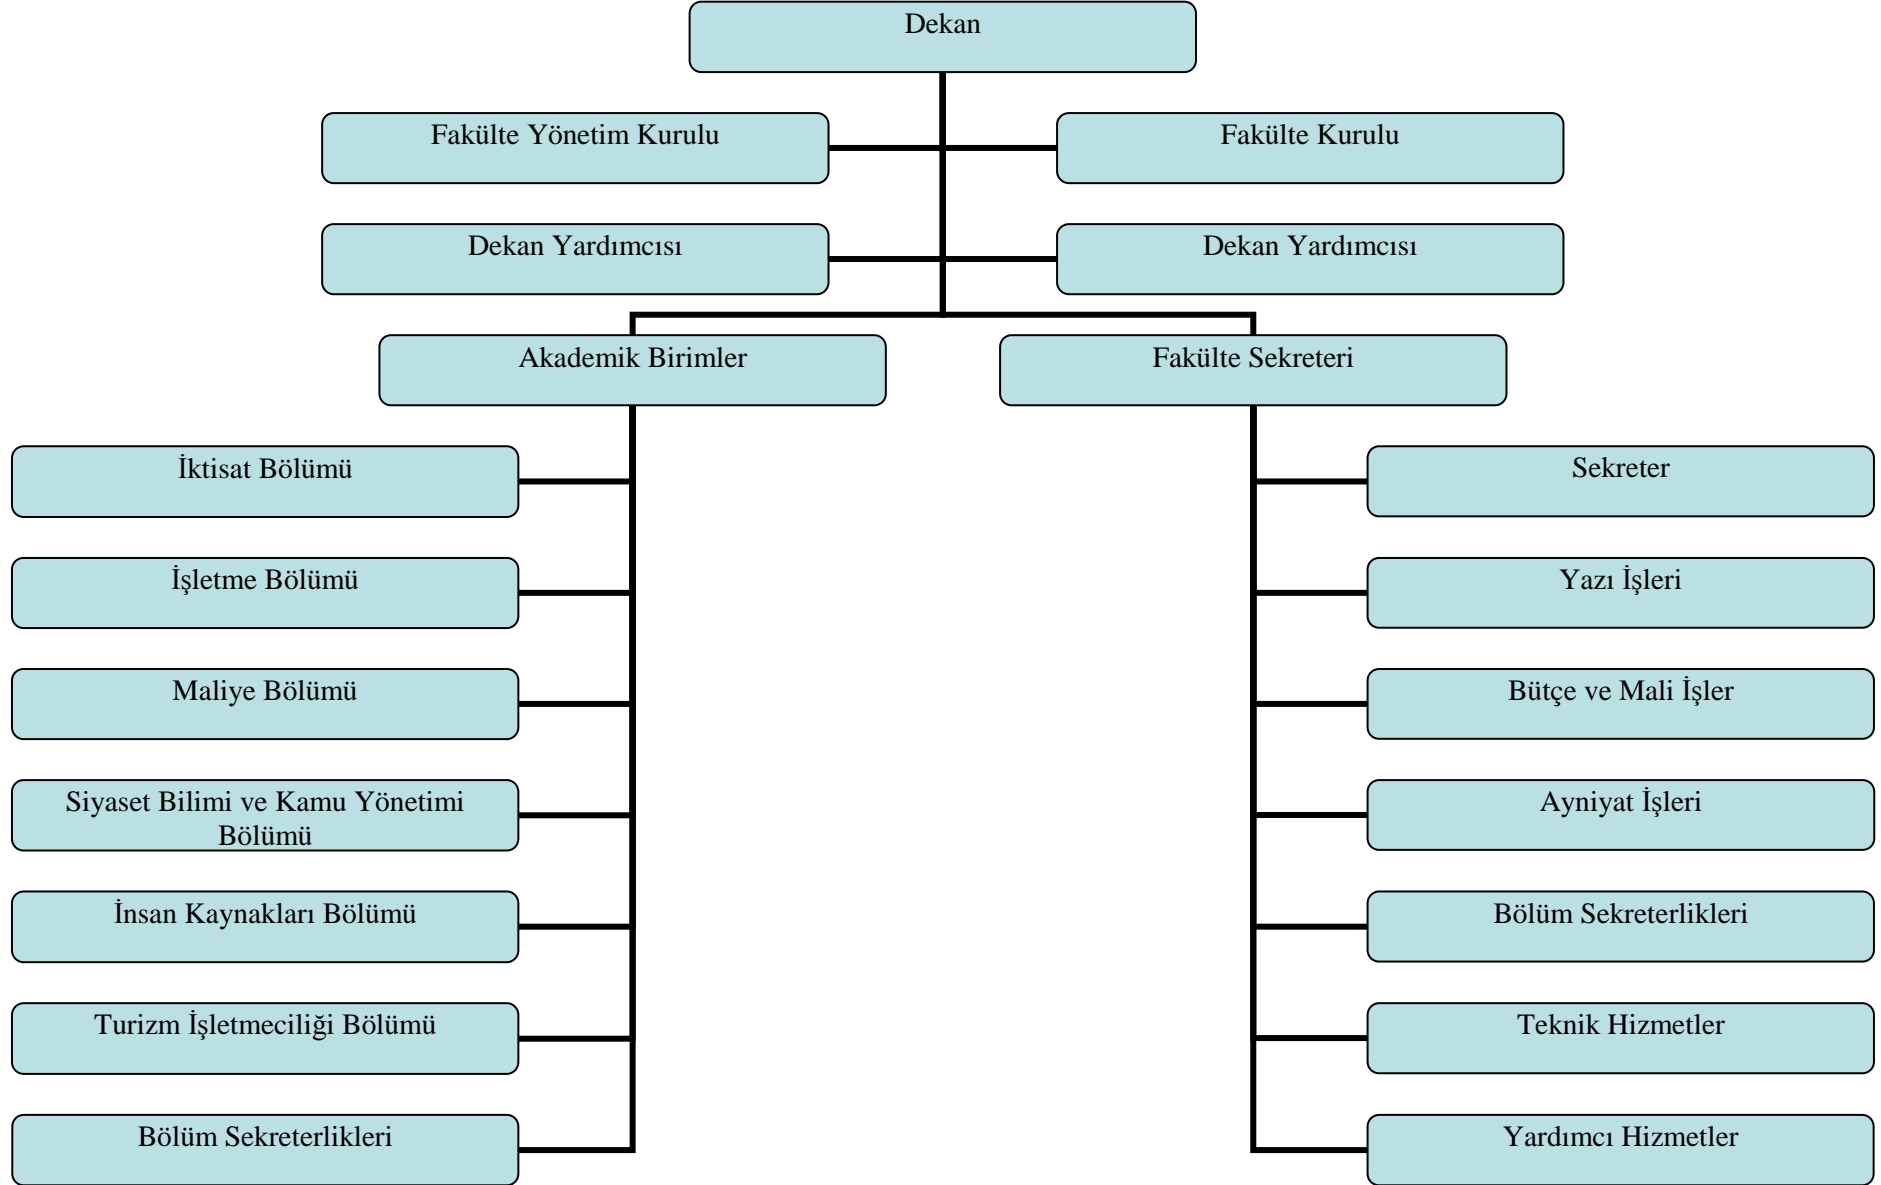 Dekan
Fakülte Yönetim Kurulu
Fakülte Kurulu
Dekan Yardımcısı
Dekan Yardımcısı
Akademik Birimler
Fakülte Sekreteri
İktisat Bölümü
Sekreter
İşletme Bölümü
Yazı İşleri
Maliye Bölümü
Bütçe ve Mali İşler
Siyaset Bilimi ve Kamu Yönetimi
Bölümü
Ayniyat İşleri
İnsan Kaynakları Bölümü
Bölüm Sekreterlikleri
Turizm İşletmeciliği Bölümü
Teknik Hizmetler
Bölüm Sekreterlikleri
Yardımcı Hizmetler